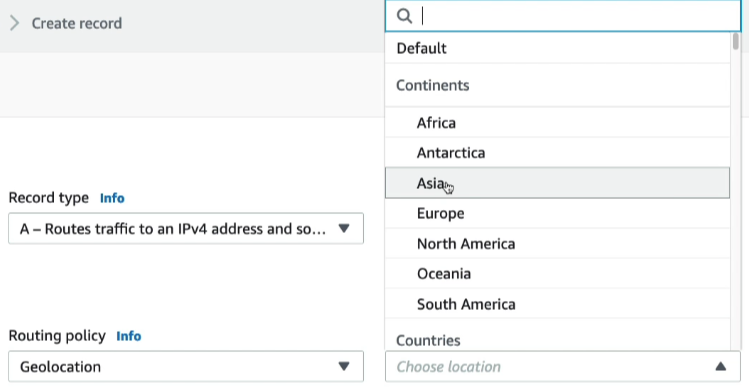 Create record
Default
Continents
Africa
Antarctica
Asia
Europe
North America
Oceania
South America
Countries
Record type Info
A – Routes traffic to an IPv4 address and so...
Routing policy Info
Geolocation
Choose location